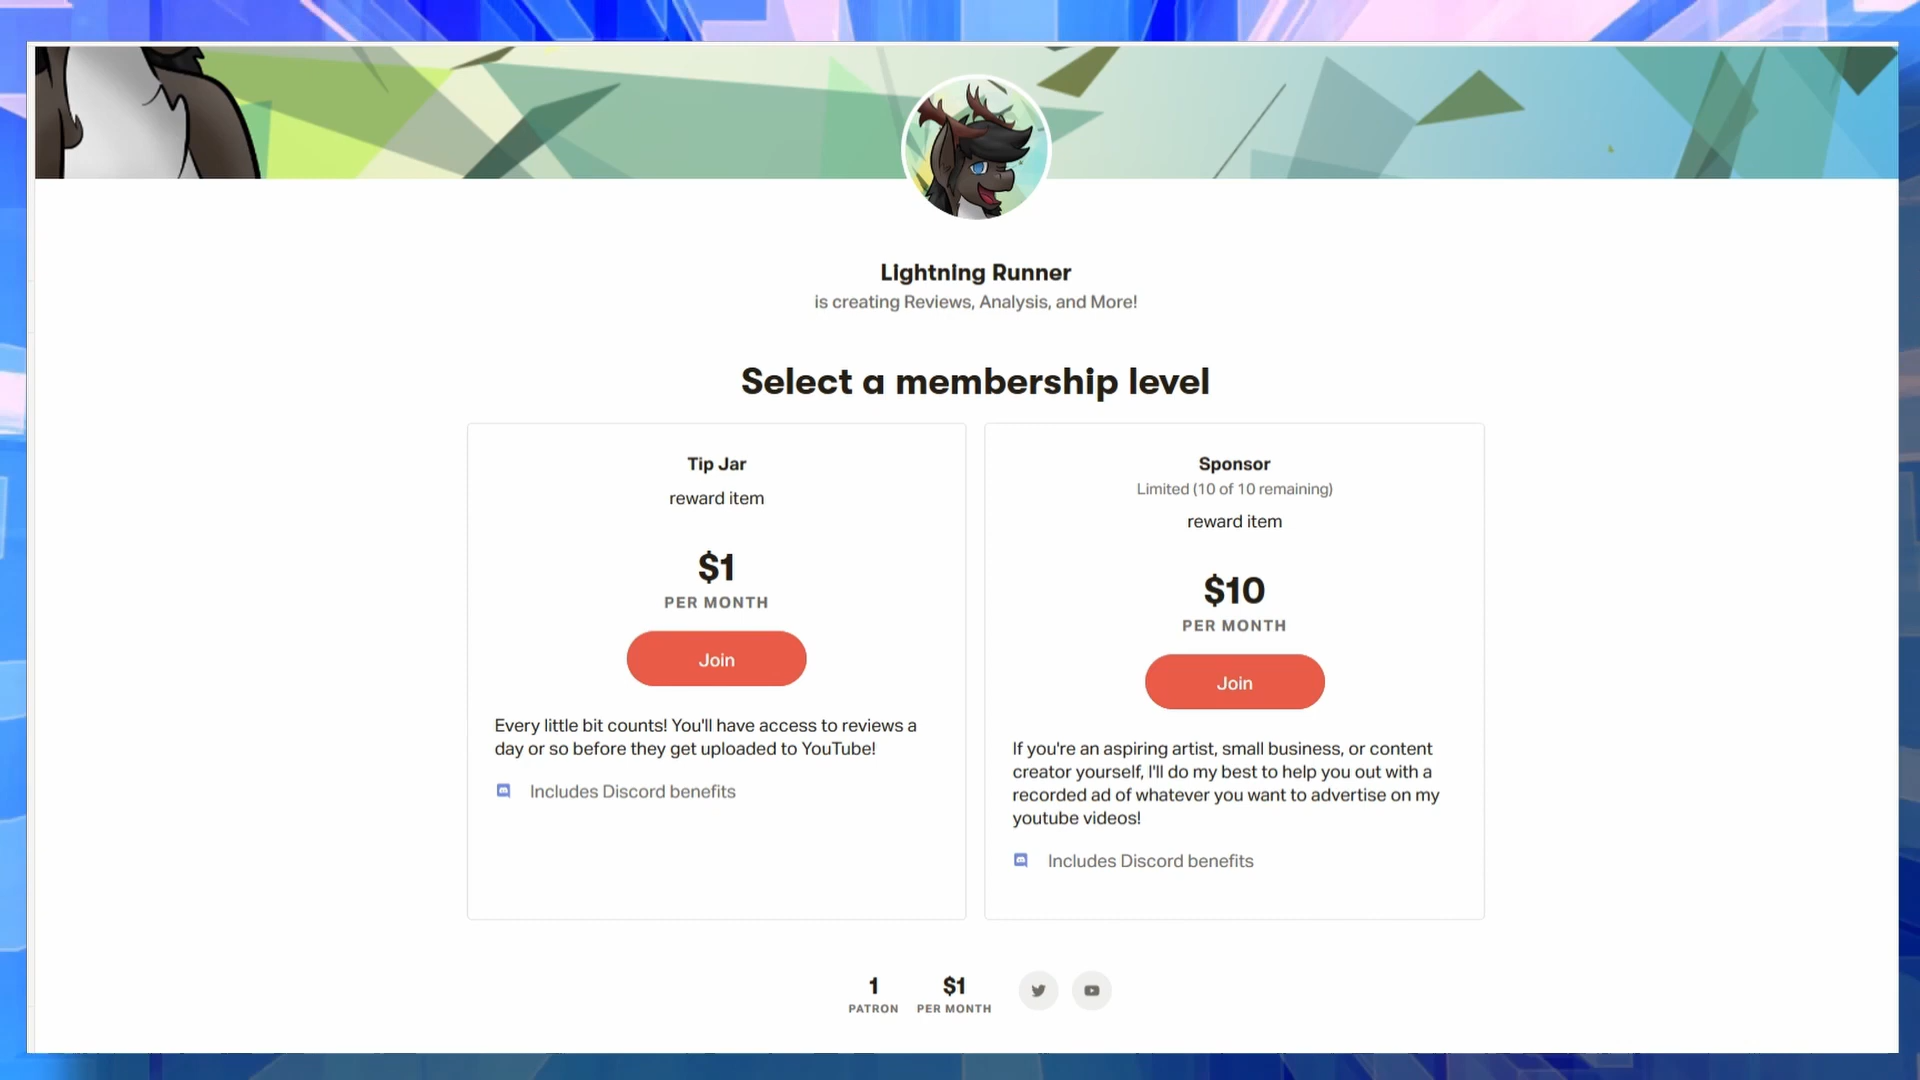 Lightning Runner
is creating Reviews, Analysis, and More!
Select a membership level
Tip Jar
reward item
$1
PER MONTH
Join
Every little bit counts! You'll have access to reviews a
day or so before they get uploaded to YouTube!
Includes Discord benefits
Sponsor
Limited (10 of 10 remaining)
reward item
$10
PER MONTH
Join
If you're an aspiring artist, small business, or content
creator yourself, I'll do my best to help you out with a
recorded ad of whatever you want to advertise on my
youtube videos!
Includes Discord benefits
1
PATRON
$1
PER MONTH